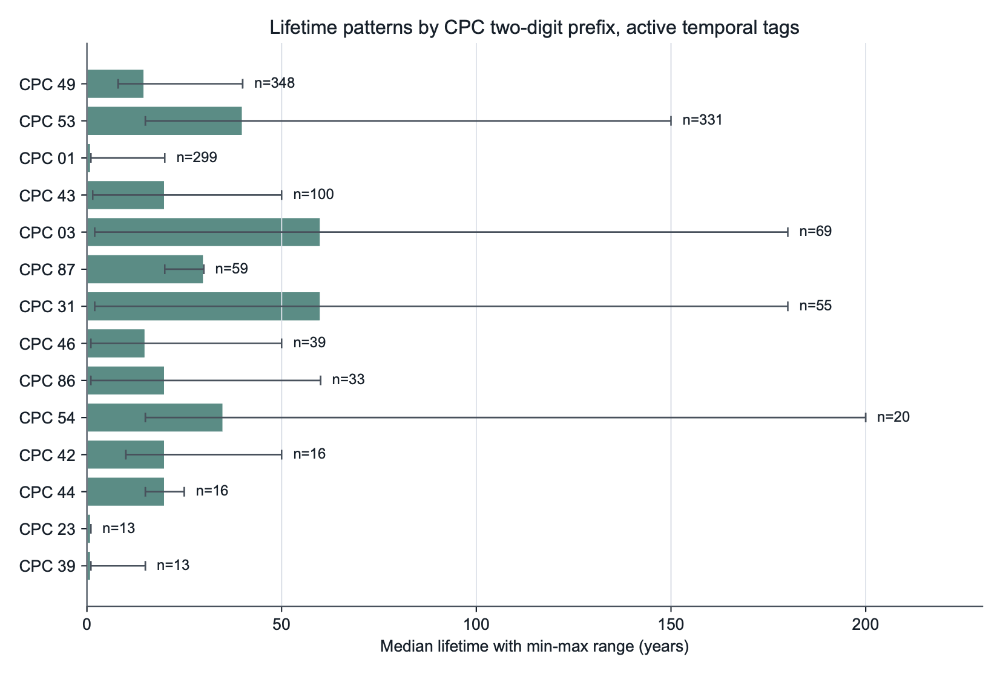 Lifetime patterns by CPC two-digit prefix, active temporal tags
CPC 49 n=348
CPC 53 n=331
CPC 01 n=299
CPC 43 n=100
CPC 03 n=69
CPC 87 n=59
CPC 31 n=55
CPC 46 n=39
CPC 86 n=33
CPC 54 n=20
CPC 42 n=16
CPC 44 n=16
CPC 23 n=13
CPC 39 n=13
0 50 100 150 200
Median lifetime with min-max range (years)